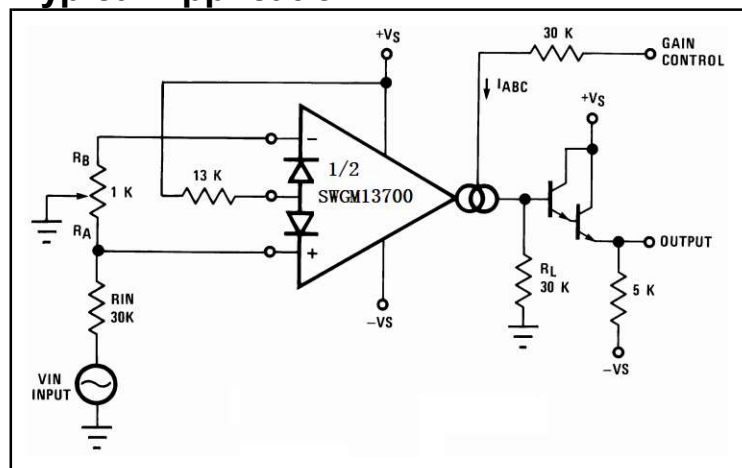 30 K
GAIN
CONTROL
+VS
IABC
+VS
RB
1 K
RA
13 K
−
1/2
SWGM13700
+
−VS
RL
30 K
OUTPUT
5 K
−VS
RIN
30K
VIN
INPUT